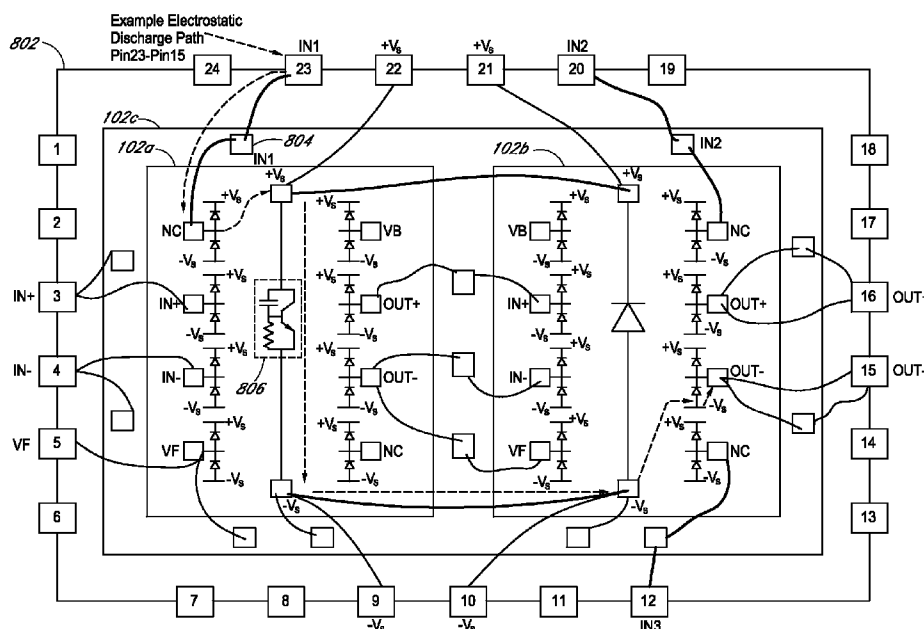 Example Electrostatic
Discharge Path
Pin23-Pin15
802
IN1
+Vs
+Vs
IN2
24
23
22
21
20
19
102c
804
IN1
IN2
102a
102b
1
2
3
4
5
6
IN+
IN-
VF
18
17
16
15
14
13
OUT-
OUT-
+Vs
+Vs
+Vs
+Vs
+Vs
+Vs
NC
VB
VB
NC
-Vs
-Vs
-Vs
-Vs
+Vs
+Vs
+Vs
+Vs
IN+
OUT+
IN+
OUT+
-Vs
-Vs
-Vs
-Vs
+Vs
+Vs
+Vs
+Vs
806
IN-
OUT-
IN-
OUT-
-Vs
-Vs
-Vs
-Vs
+Vs
+Vs
+Vs
+Vs
VF
NC
VF
NC
-Vs
-Vs
-Vs
-Vs
-Vs
-Vs
7
8
9
10
11
12
-Vs
-Vs
IN3